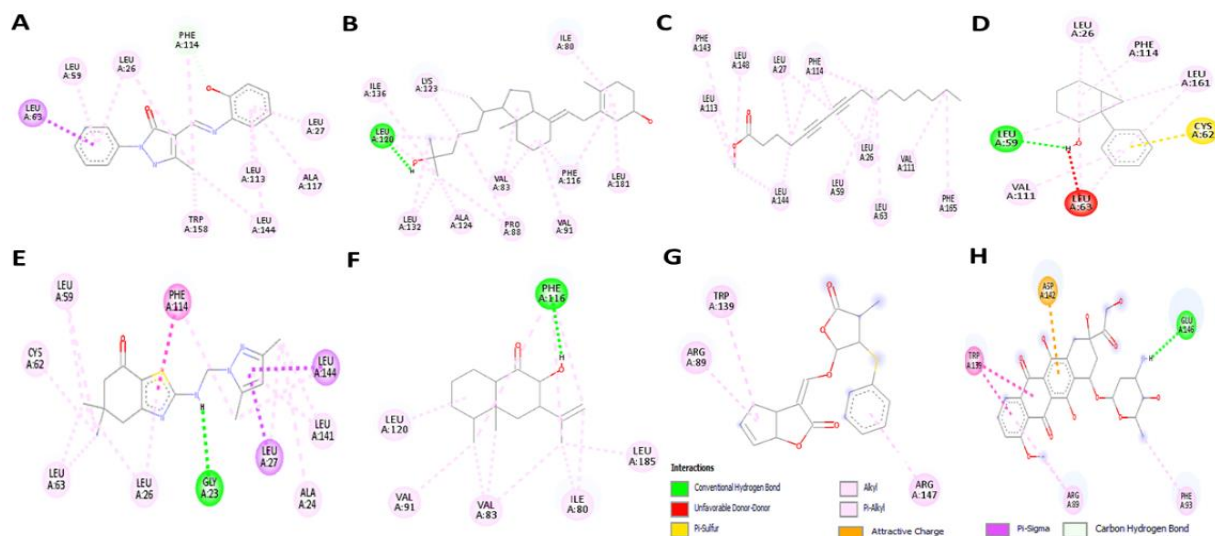 A
PHE
A:114
LEU
A:59
LEU
A:26
LEU
A:63
LEU
A:27
LEU
A:113
ALA
A:117
TRP
A:158
LEU
A:144
B
ILE
A:80
LYS
A:123
ILE
A:136
LEU
H
VAL
A:83
PHE
A:116
LEU
A:181
LEU
A:132
ALA
A:124
PRO
A:88
VAL
A:91
C
PHE
A:143
LEU
A:148
LEU
A:27
PHE
A:114
LEU
A:113
LEU
A:26
VAL
A:111
LEU
A:144
LEU
A:59
LEU
A:63
PHE
A:165
D
LEU
A:26
PHE
A:114
LEU
A:161
CYS
A:62
LEU
A:59
H
VAL
A:111
LEU
A:63
E
LEU
A:59
PHE
A:114
CYS
A:62
LEU
A:144
H
LEU
A:141
LEU
A:63
LEU
A:26
GLY
A:23
LEU
A:27
ALA
A:24
F
PHE
A:116
H
LEU
A:120
LEU
A:185
VAL
A:91
VAL
A:83
ILE
A:80
G
TRP
A:139
ARG
A:89
ARG
A:147
H
ASP
A:142
GLU
A:146
H
TRP
A:139
ARG
A:89
PHE
A:93
Interactions
Conventional Hydrogen Bond
Unfavorable Donor-Donor
Pi-Sulfur
Alkyl
Pi-Alkyl
Attractive Charge
Pi-Sigma
Carbon Hydrogen Bond